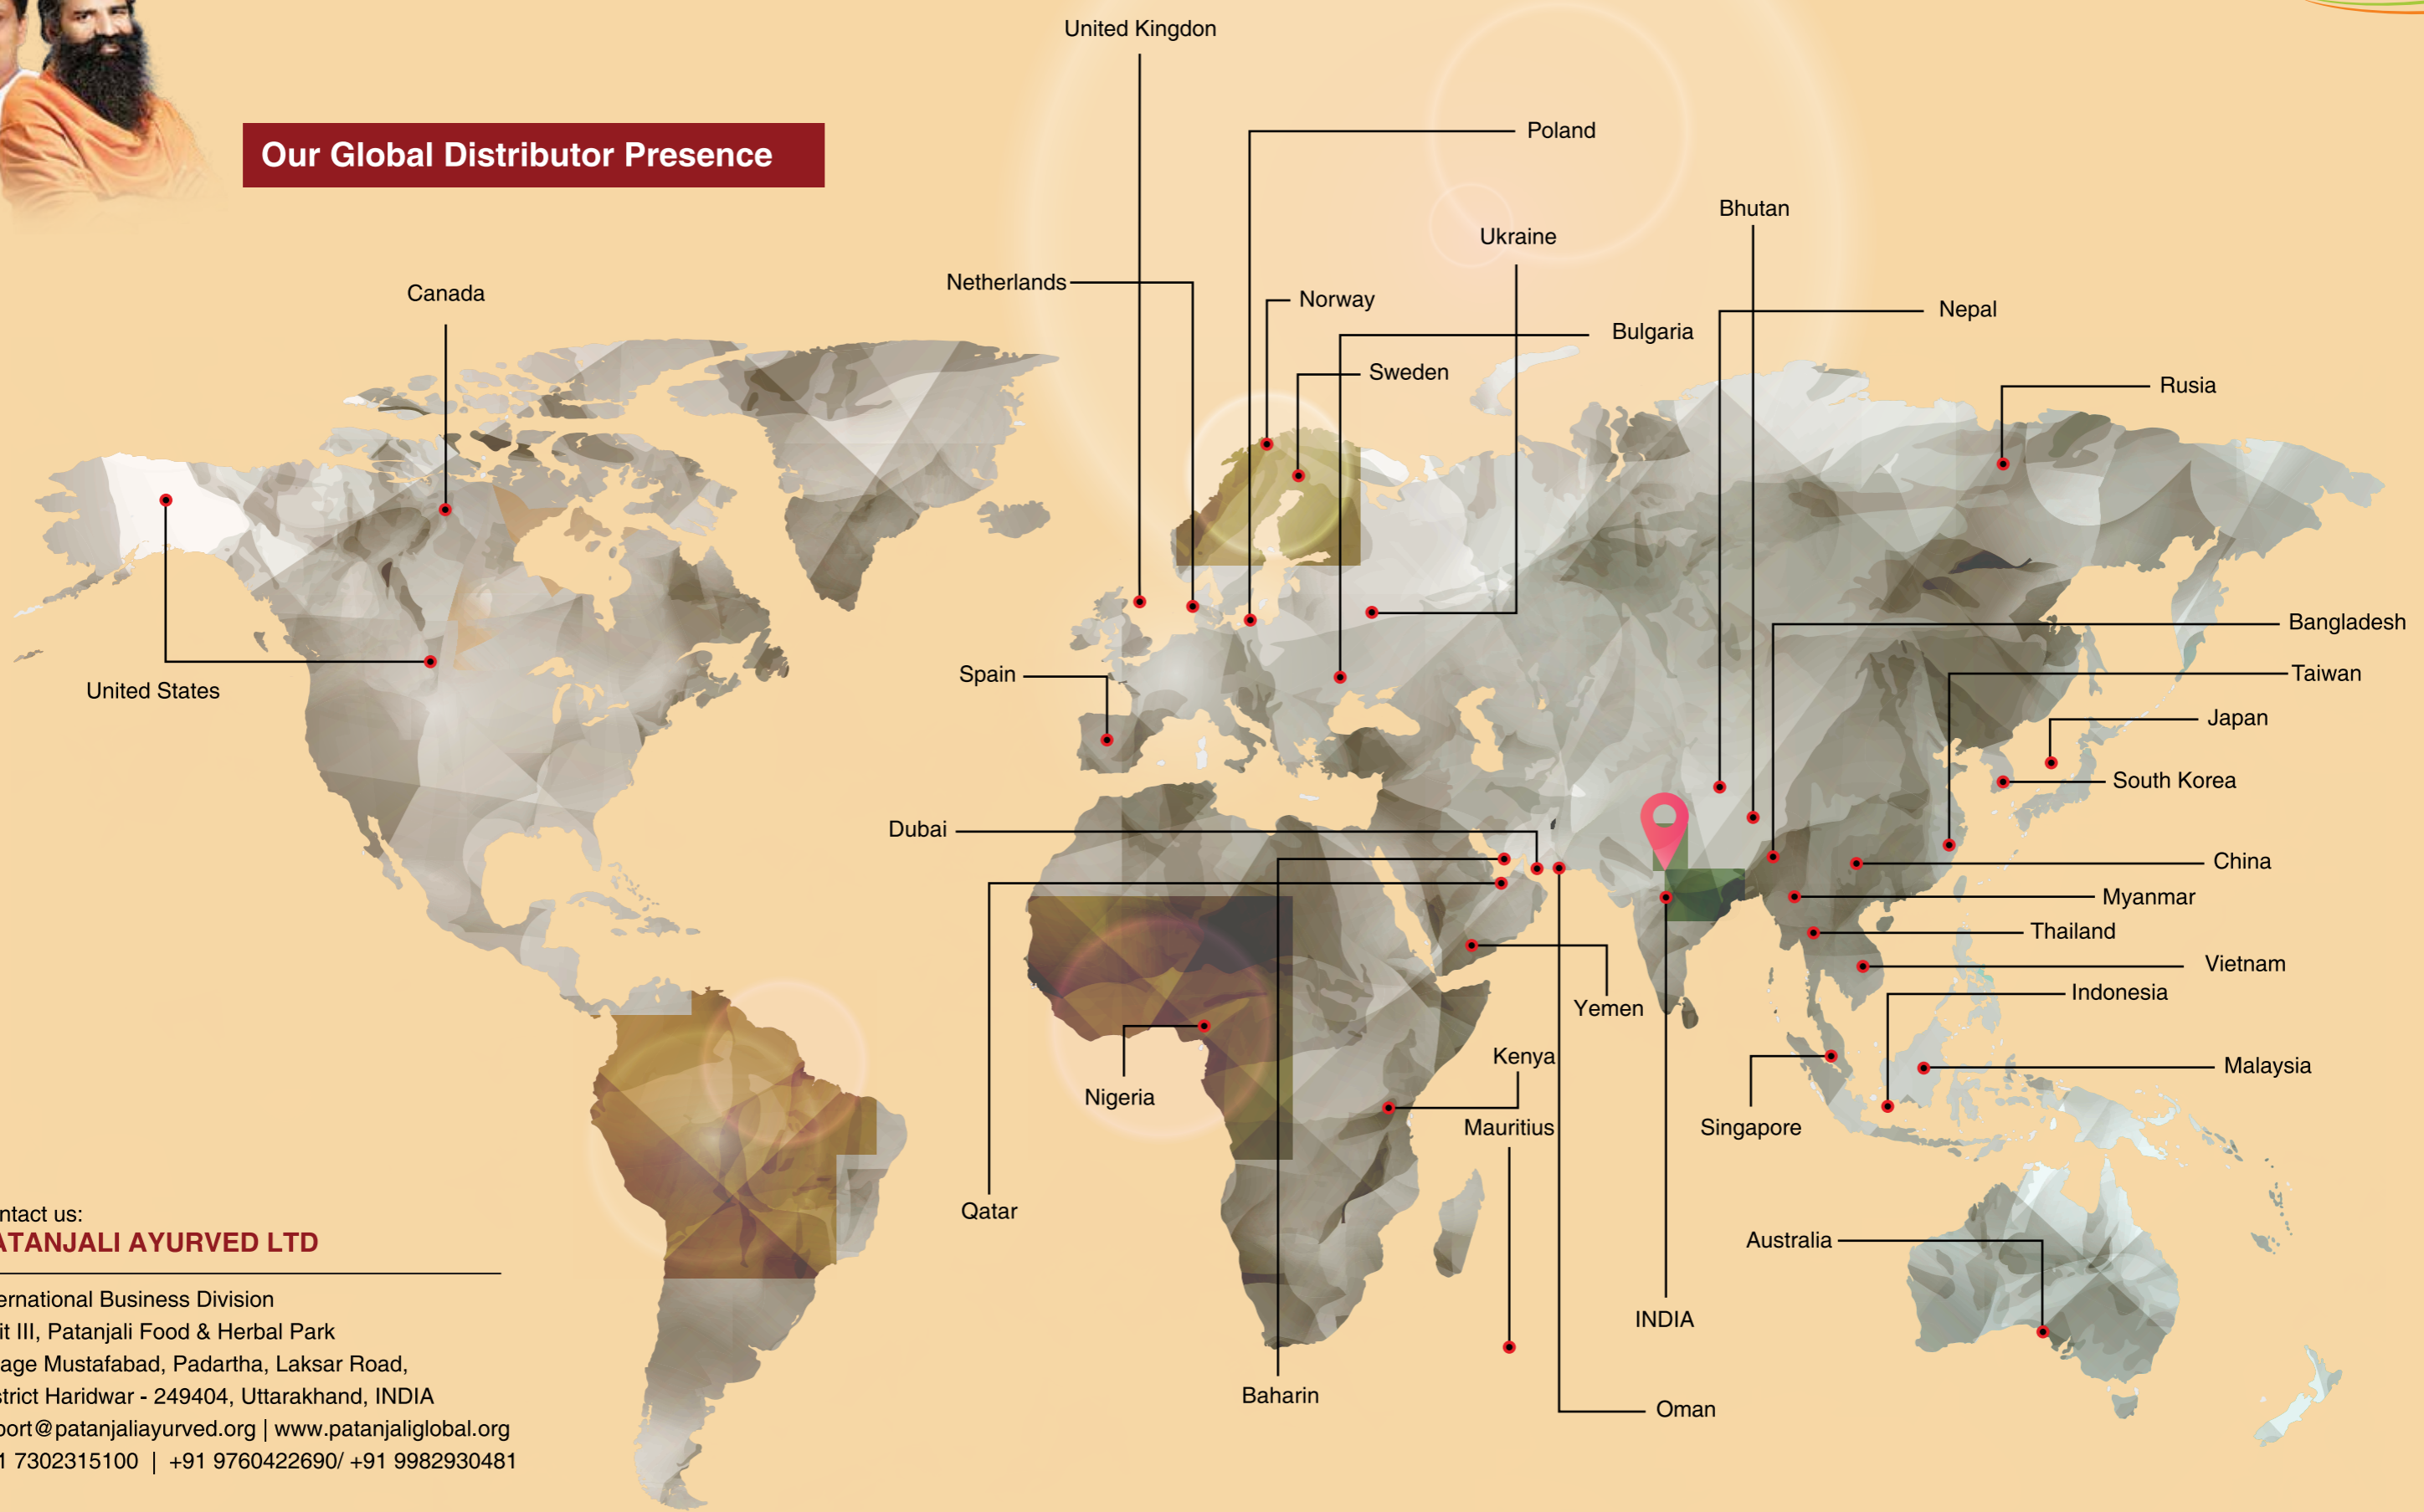 United Kingdon
Our Global Distributor Presence
Poland
Bhutan
Ukraine
Netherlands
Canada
Norway
Nepal
Bulgaria
Sweden
Rusia
Bangladesh
Spain
Taiwan
United States
Japan
South Korea
Dubai
China
Myanmar
Thailand
Vietnam
Indonesia
Yemen
Kenya
Malaysia
Nigeria
Mauritius
Singapore
Qatar
Australia
INDIA
Baharin
Oman
ntact us:
ATANJALI AYURVED LTD
ernational Business Division
it III, Patanjali Food & Herbal Park
age Mustafabad, Padartha, Laksar Road,
strict Haridwar - 249404, Uttarakhand, INDIA
port@patanjaliayurved.org | www.patanjaliglobal.org
1 7302315100 | +91 9760422690/ +91 9982930481